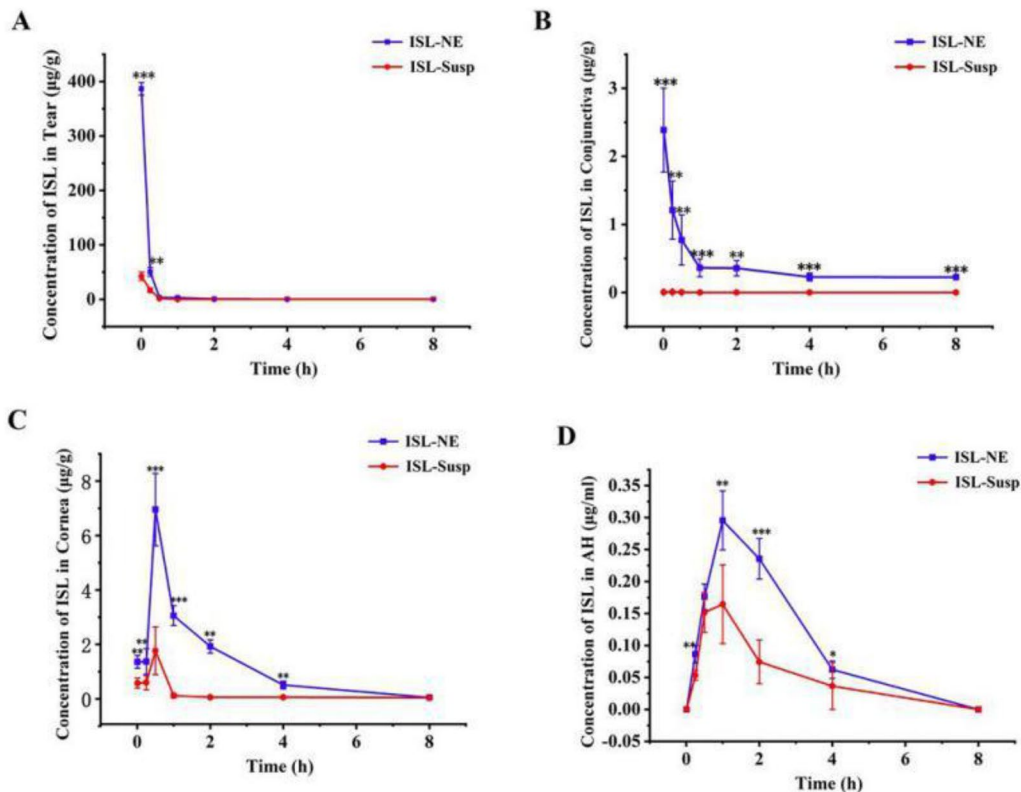 A
ISL-NE
ISL-Susp
Concentration of ISL in Tear (µg/g)
400
300
200
100
0
***
**
0 2 4 6 8
Time (h)
B
ISL-NE
ISL-Susp
Concentration of ISL in Conjunctiva (µg/g)
3
2
1
0
***
**
**
***
**
***
***
0 2 4 6 8
Time (h)
C
ISL-NE
ISL-Susp
Concentration of ISL in Cornea (µg/g)
8
6
4
2
0
***
**
**
***
**
**
0 2 4 6 8
Time (h)
D
ISL-NE
ISL-Susp
Concentration of ISL in AH (µg/ml)
0.35
0.30
0.25
0.20
0.15
0.10
0.05
0.00
-0.05
**
**
***
*
0 2 4 6 8
Time (h)